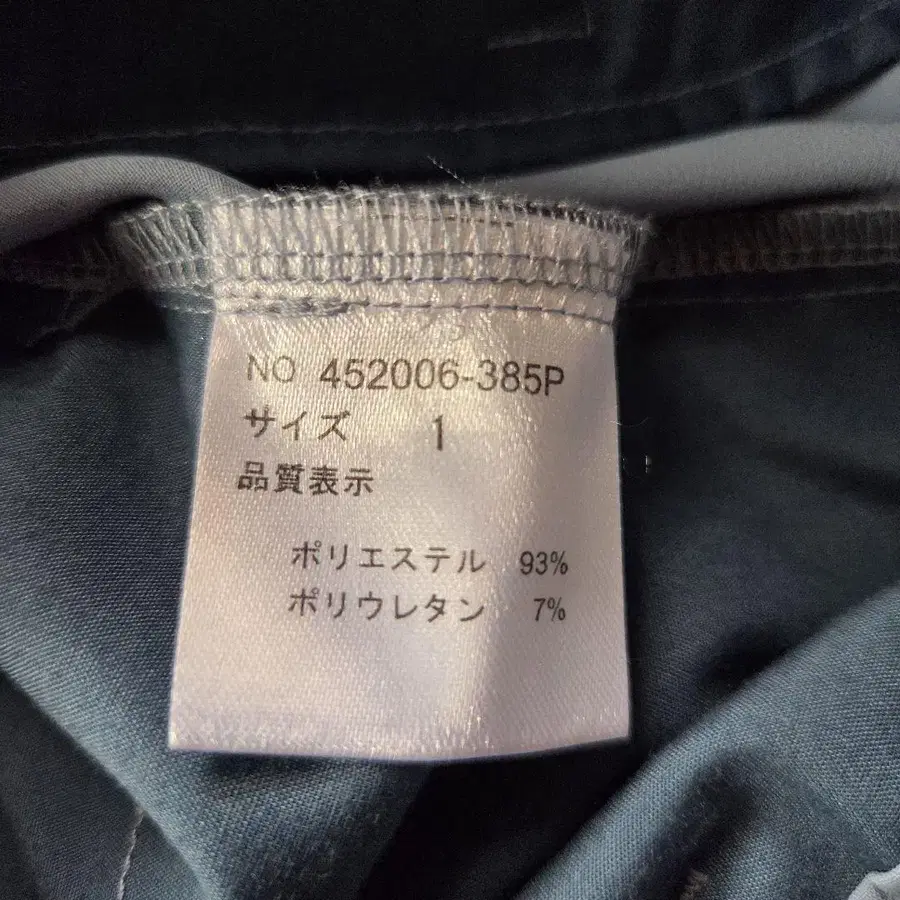 NO 452006-385P
サイズ 1
品質表示
ポリエステル 93%
ポリウレタン 7%